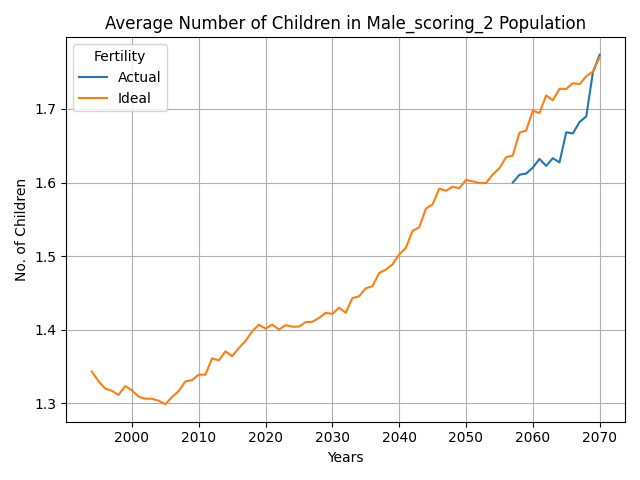 Average Number of Children in Male_scoring_2 Population
Fertility
Actual
Ideal
No. of Children
1.7
1.6
1.5
1.4
1.3
2000 2010 2020 2030 2040 2050 2060 2070
Years